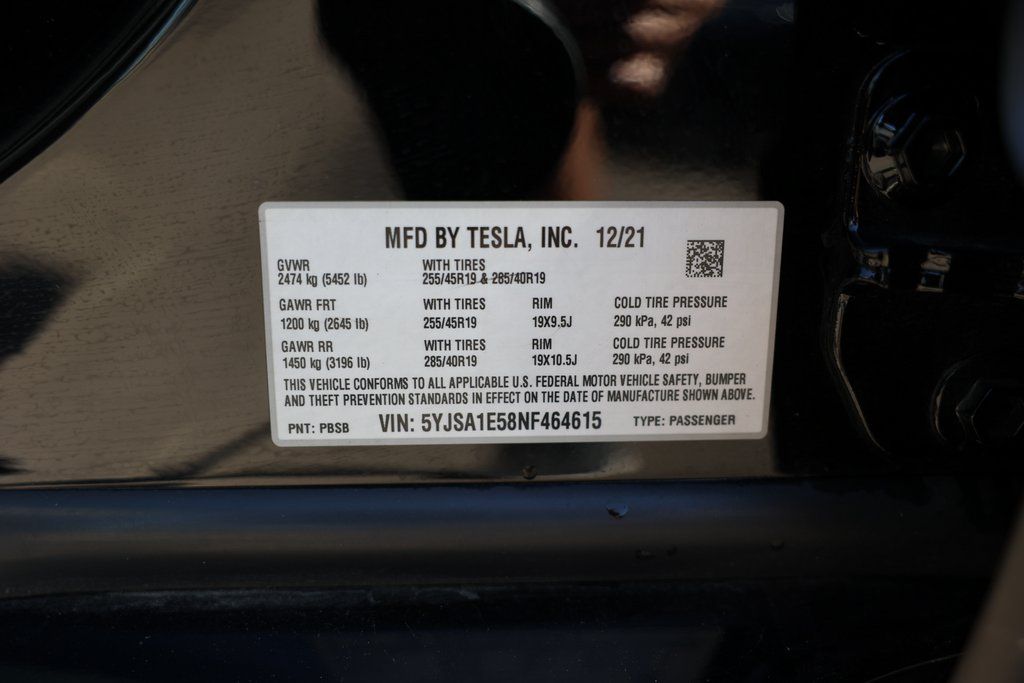 MFD BY TESLA, INC. 12/21
GVWR WITH TIRES
2474 kg (5452 lb) 255/45R19 & 285/40R19
GAWR FRT WITH TIRES RIM COLD TIRE PRESSURE
1200 kg (2645 lb) 255/45R19 19X9.5J 290 kPa, 42 psi
GAWR RR WITH TIRES RIM COLD TIRE PRESSURE
1450 kg (3196 lb) 285/40R19 19X10.5J 290 kPa, 42 psi
THIS VEHICLE CONFORMS TO ALL APPLICABLE U.S. FEDERAL MOTOR VEHICLE SAFETY, BUMPER
AND THEFT PREVENTION STANDARDS IN EFFECT ON THE DATE OF MANUFACTURE SHOWN ABOVE.
PNT: PBSB VIN: 5YJSA1E58NF464615 TYPE: PASSENGER